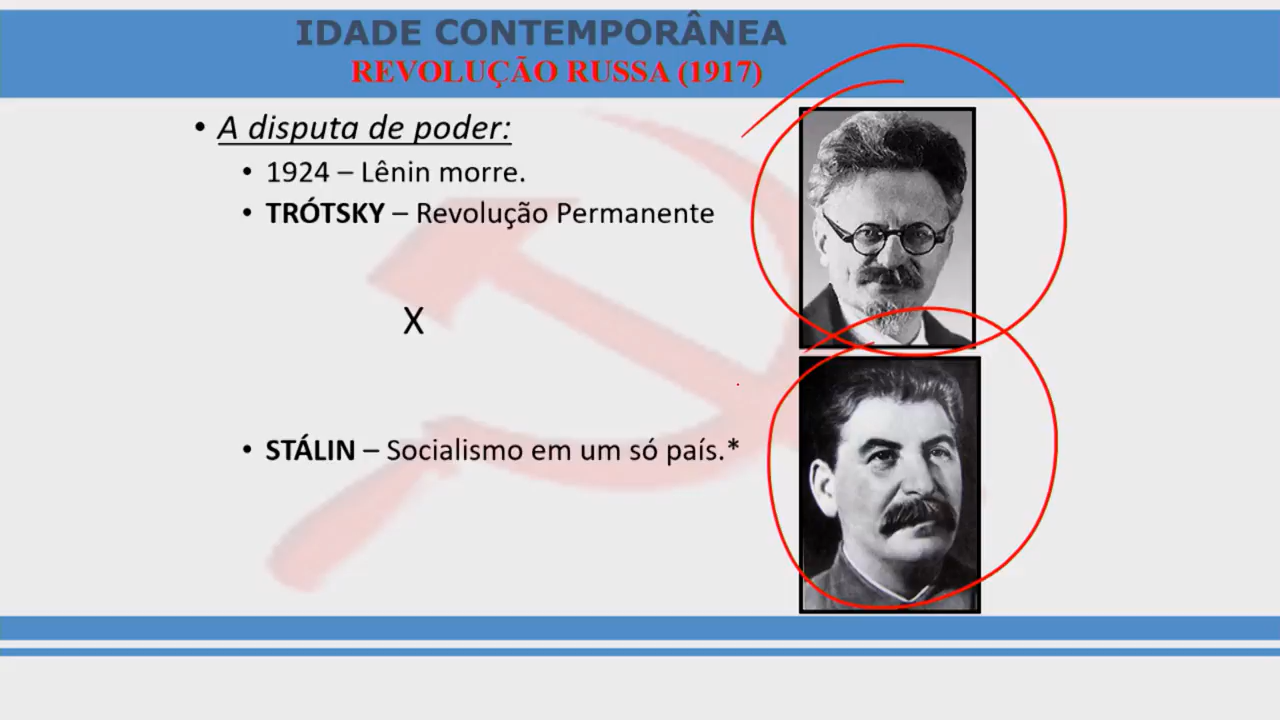 IDADE CONTEMPORÂNEA
REVOLUÇÃO RUSSA (1917)
• A disputa de poder:
• 1924 – Lênin morre.
• TRÓTSKY – Revolução Permanente
X
• STÁLIN – Socialismo em um só país.*